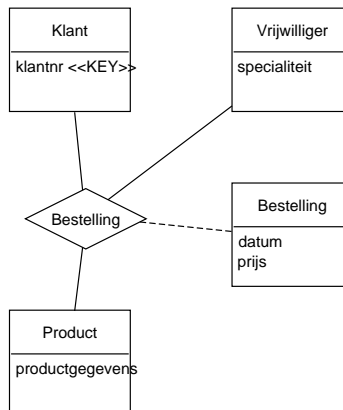 Klant
klantnr <<KEY>>
Vrijwilliger
specialiteit
Bestelling
Bestelling
datum
prijs
Product
productgegevens